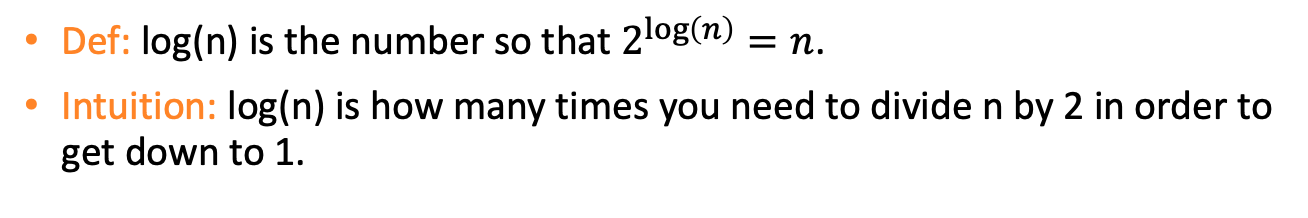 • Def: log(n) is the number so that 2^log(n) = n.
• Intuition: log(n) is how many times you need to divide n by 2 in order to
get down to 1.